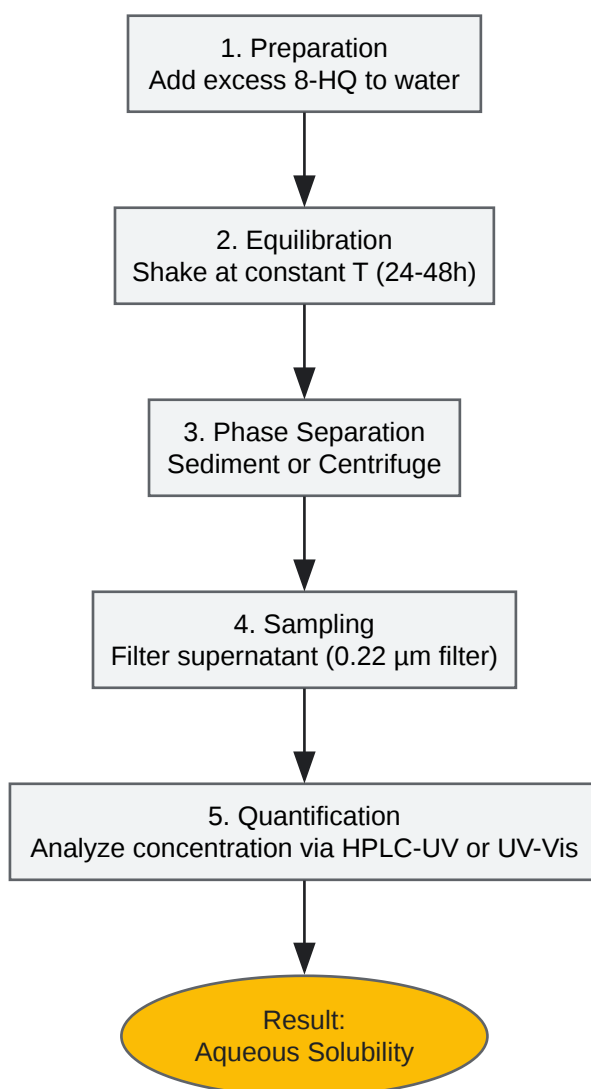 1. Preparation
Add excess 8-HQ to water
2. Equilibration
Shake at constant T (24-48h)
3. Phase Separation
Sediment or Centrifuge
4. Sampling
Filter supernatant (0.22 µm filter)
5. Quantification
Analyze concentration via HPLC-UV or UV-Vis
Result:
Aqueous Solubility